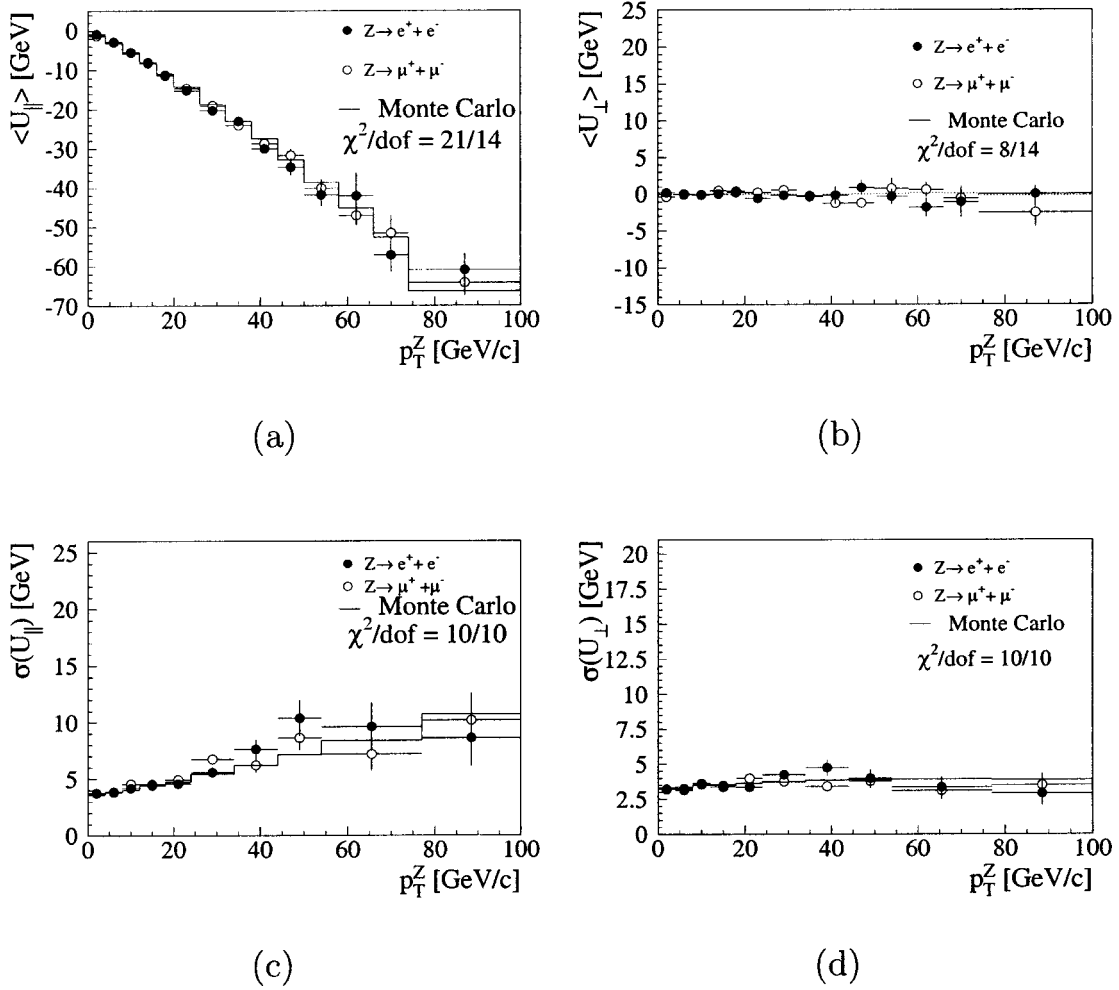 <U∥> [GeV]
0
-10
-20
-30
-40
-50
-60
-70
● Z→ e⁺+ e⁻
○ Z→ μ⁺+ μ⁻
— Monte Carlo
χ²/dof = 21/14
0 20 40 60 80 100
p_T^Z [GeV/c]
(a)
<U⊥> [GeV]
25
20
15
10
5
0
-5
-10
-15
● Z→ e⁺+ e⁻
○ Z→ μ⁺+ μ⁻
— Monte Carlo
χ²/dof = 8/14
0 20 40 60 80 100
p_T^Z [GeV/c]
(b)
σ(U∥) [GeV]
25
20
15
10
5
0
● Z→ e⁺+ e⁻
○ Z→ μ⁺ +μ⁻
— Monte Carlo
χ²/dof = 10/10
0 20 40 60 80 100
p_T^Z [GeV/c]
(c)
σ(U⊥) [GeV]
20
17.5
15
12.5
10
7.5
5
2.5
0
● Z→ e⁺+ e⁻
○ Z→ μ⁺+ μ⁻
— Monte Carlo
χ²/dof = 10/10
0 20 40 60 80 100
p_T^Z [GeV/c]
(d)